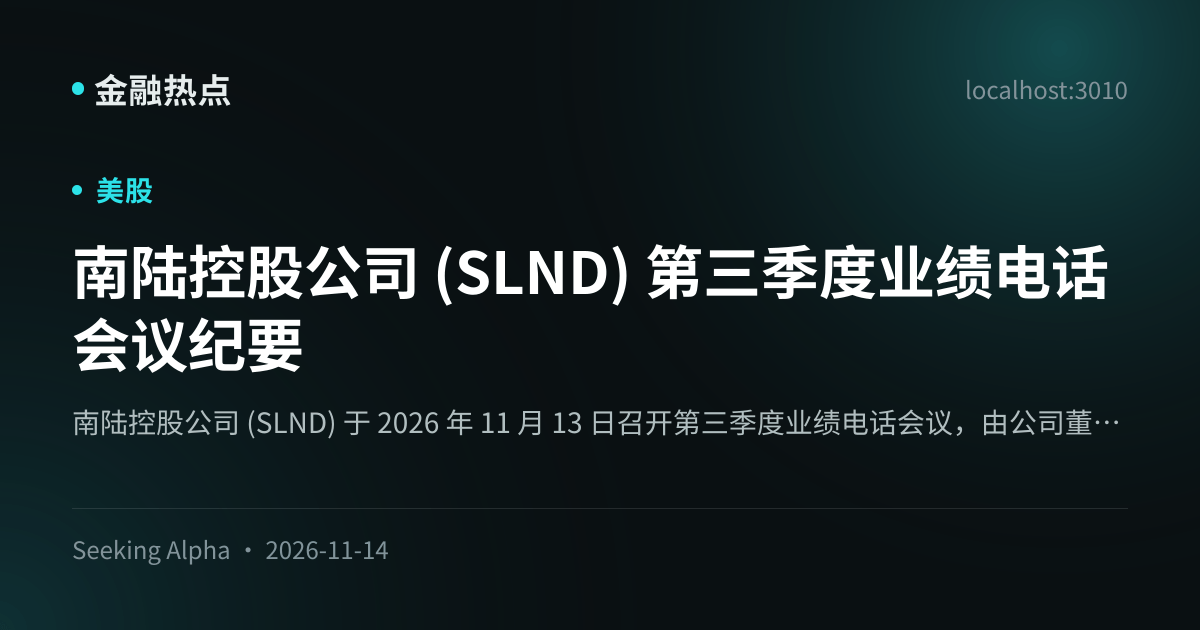 金融热点
localhost:3010
美股
南陆控股公司 (SLND) 第三季度业绩电话
会议纪要
南陆控股公司 (SLND) 于 2026 年 11 月 13 日召开第三季度业绩电话会议，由公司董…
Seeking Alpha • 2026-11-14